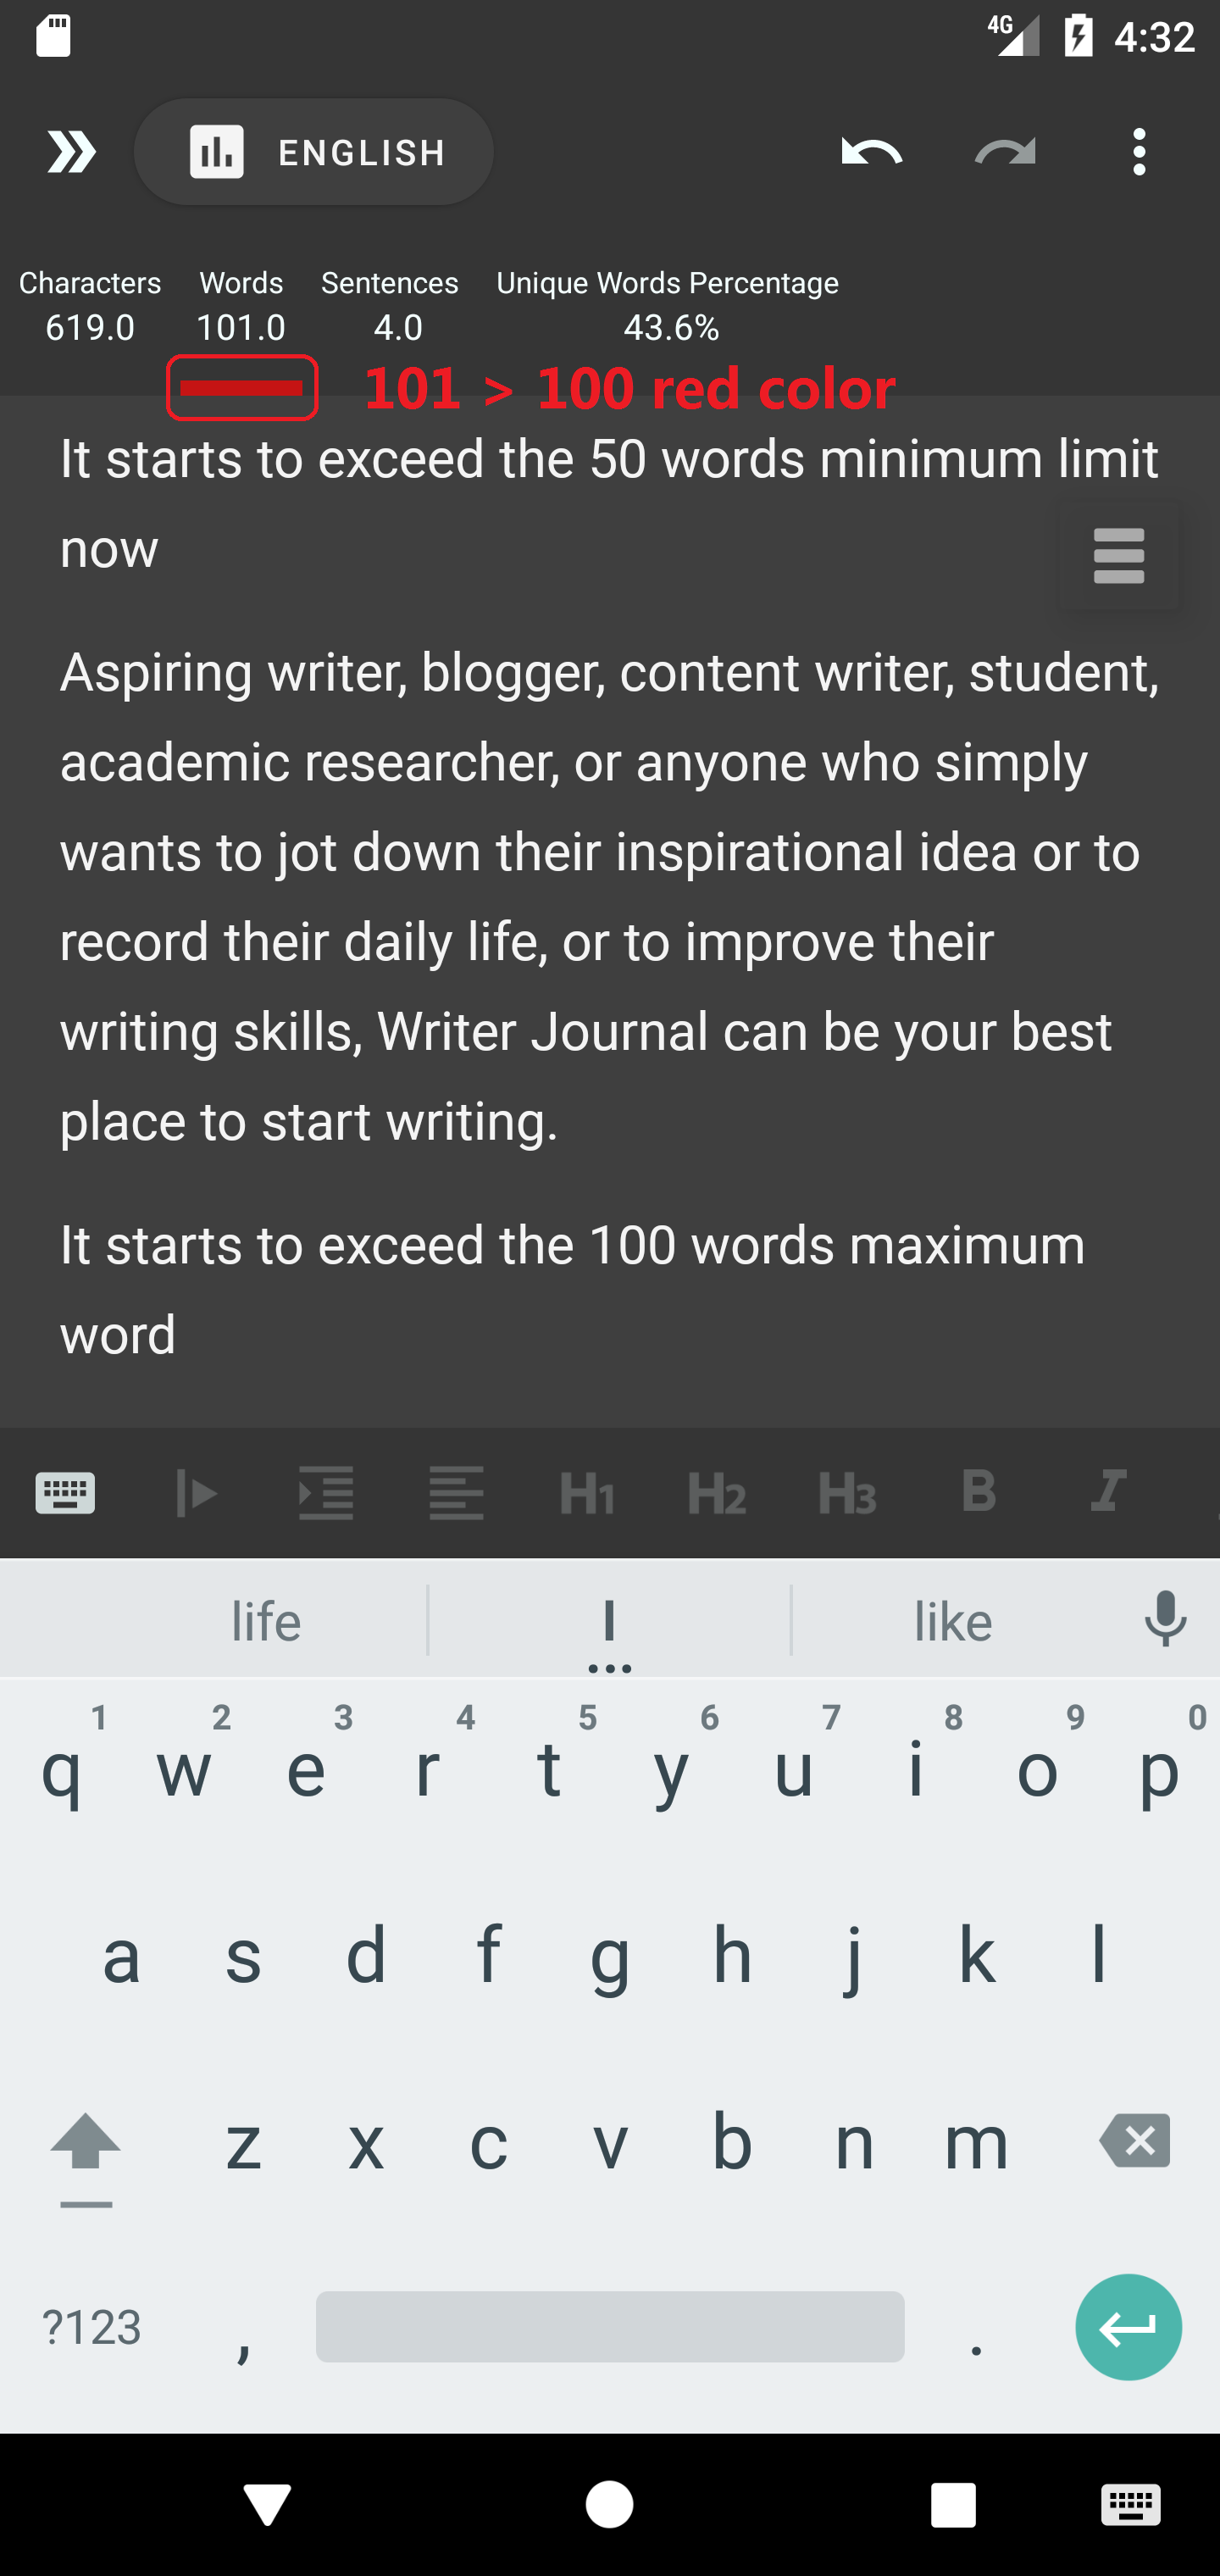 4G 4:32
ENGLISH
Characters Words Sentences Unique Words Percentage
619.0 101.0 4.0 43.6%
101 > 100 red color
It starts to exceed the 50 words minimum limit
now
Aspiring writer, blogger, content writer, student,
academic researcher, or anyone who simply
wants to jot down their inspirational idea or to
record their daily life, or to improve their
writing skills, Writer Journal can be your best
place to start writing.
It starts to exceed the 100 words maximum
word
H1 H2 H3 B I
life I like
1 2 3 4 5 6 7 8 9 0
q w e r t y u i o p
a s d f g h j k l
z x c v b n m
?123 , .